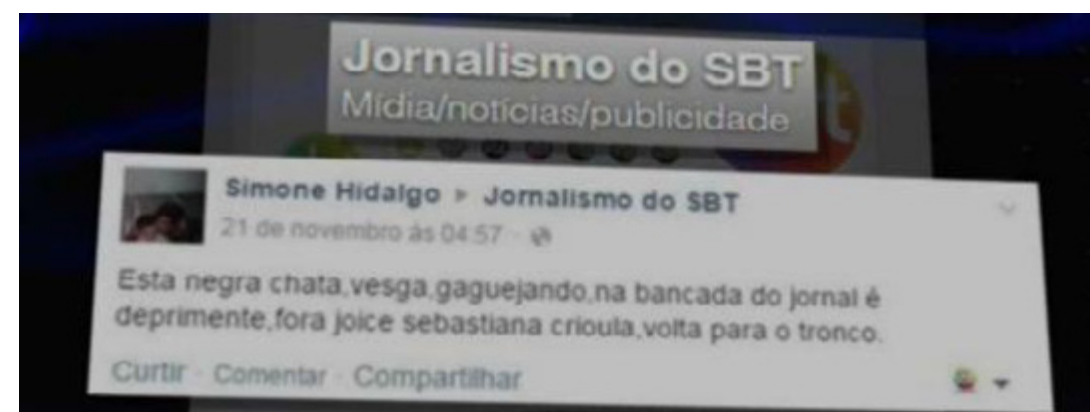 Jornalismo do SBT
Mídia/notícias/publicidade
Simone Hidalgo ▸ Jornalismo do SBT
21 de novembro às 04:57 ·
Esta negra chata,vesga,gaguejando,na bancada do jornal é
deprimente,fora joice sebastiana crioula,volta para o tronco.
Curtir · Comentar · Compartilhar